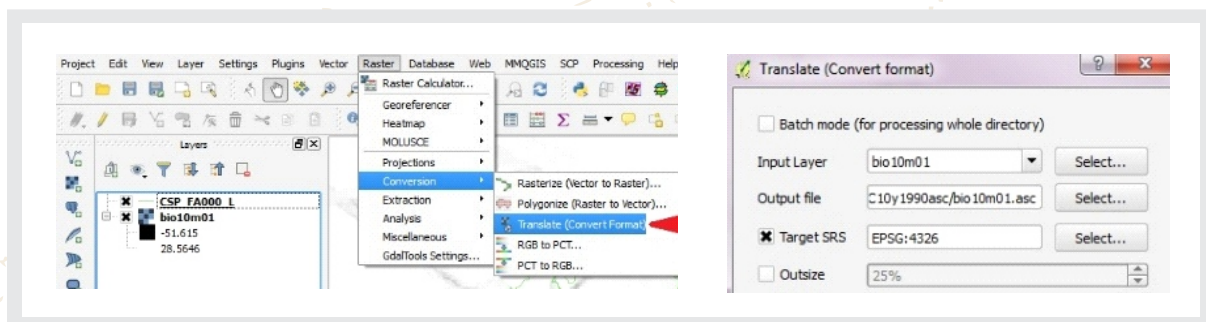 Project Edit View Layer Settings Plugins Vector Raster Database Web MMQGIS SCP Processing Help
Raster Calculator...
Georeferencer
Heatmap
MOLUSCE
Projections
Conversion
Extraction
Analysis
Miscellaneous
GdalTools Settings...
Rasterize (Vector to Raster)...
Polygonize (Raster to Vector)...
Translate (Convert Format)
RGB to PCT...
PCT to RGB...
Layers
CSP_FA000_L
bio10m01
-51.615
28.5646
Translate (Convert format)
Batch mode (for processing whole directory)
Input Layer bio10m01 Select...
Output file C10y1990asc/bio10m01.asc Select...
Target SRS EPSG:4326 Select...
Outsize 25%